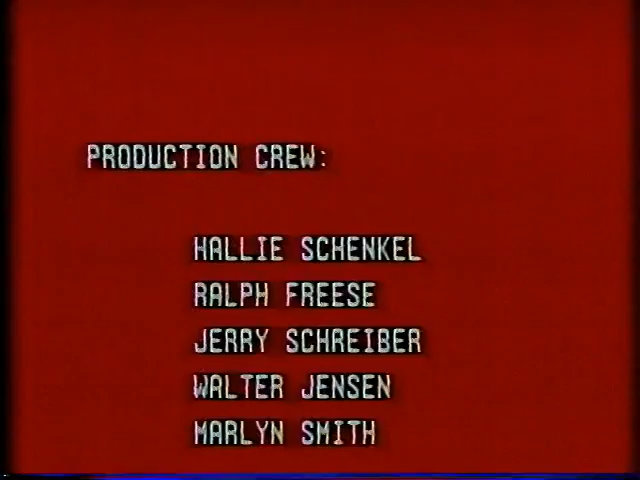 PRODUCTION CREW:
HALLIE SCHENKEL
RALPH FREESE
JERRY SCHREIBER
WALTER JENSEN
MARLYN SMITH